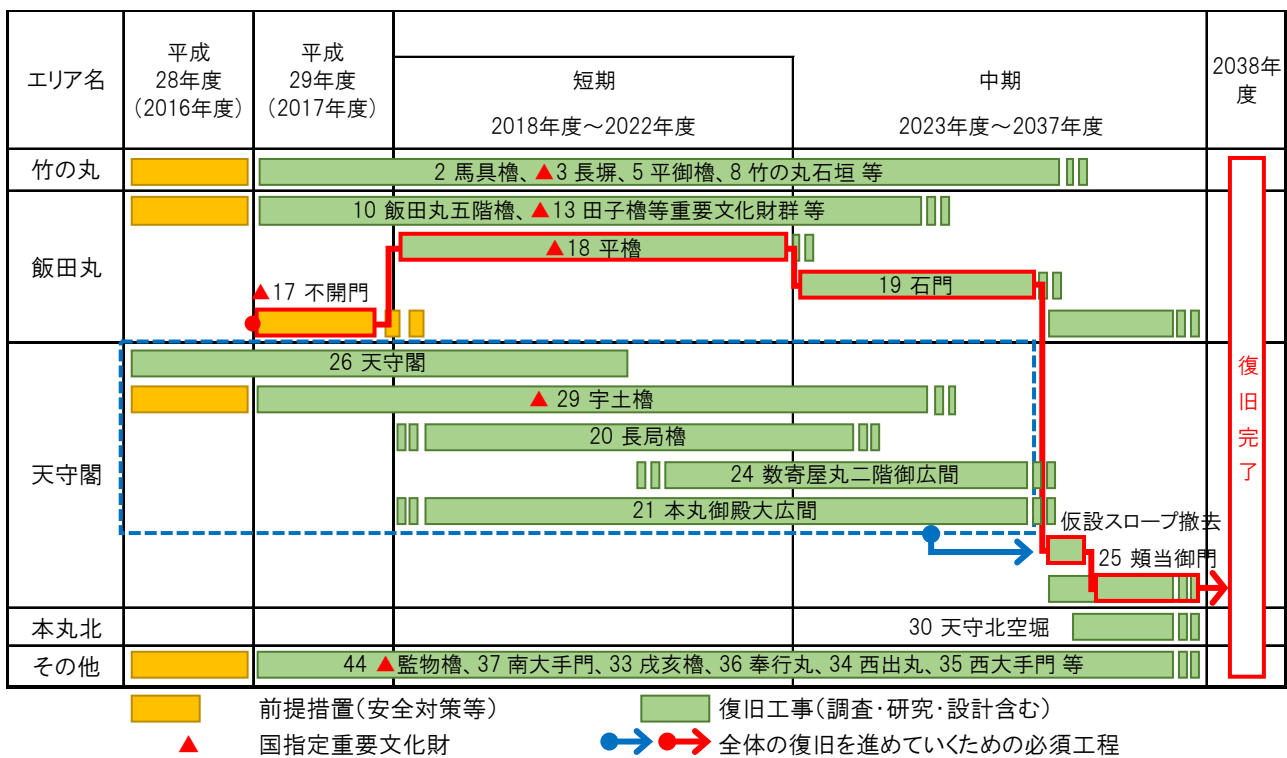 エリア名
平成
28年度
(2016年度)
平成
29年度
(2017年度)
短期
2018年度～2022年度
中期
2023年度～2037年度
2038年
度
竹の丸
2 馬具櫓、▲3 長塀、5 平御櫓、8 竹の丸石垣 等
飯田丸
10 飯田丸五階櫓、▲13 田子櫓等重要文化財群 等
▲18 平櫓
19 石門
▲17 不開門
天守閣
26 天守閣
▲ 29 宇土櫓
20 長局櫓
24 数寄屋丸二階御広間
21 本丸御殿大広間
仮設スロープ撤去
25 頬当御門
本丸北
30 天守北空堀
その他
44 ▲監物櫓、37 南大手門、33 戌亥櫓、36 奉行丸、34 西出丸、35 西大手門 等
復旧完了
前提措置(安全対策等)
復旧工事(調査・研究・設計含む)
▲ 国指定重要文化財
全体の復旧を進めていくための必須工程